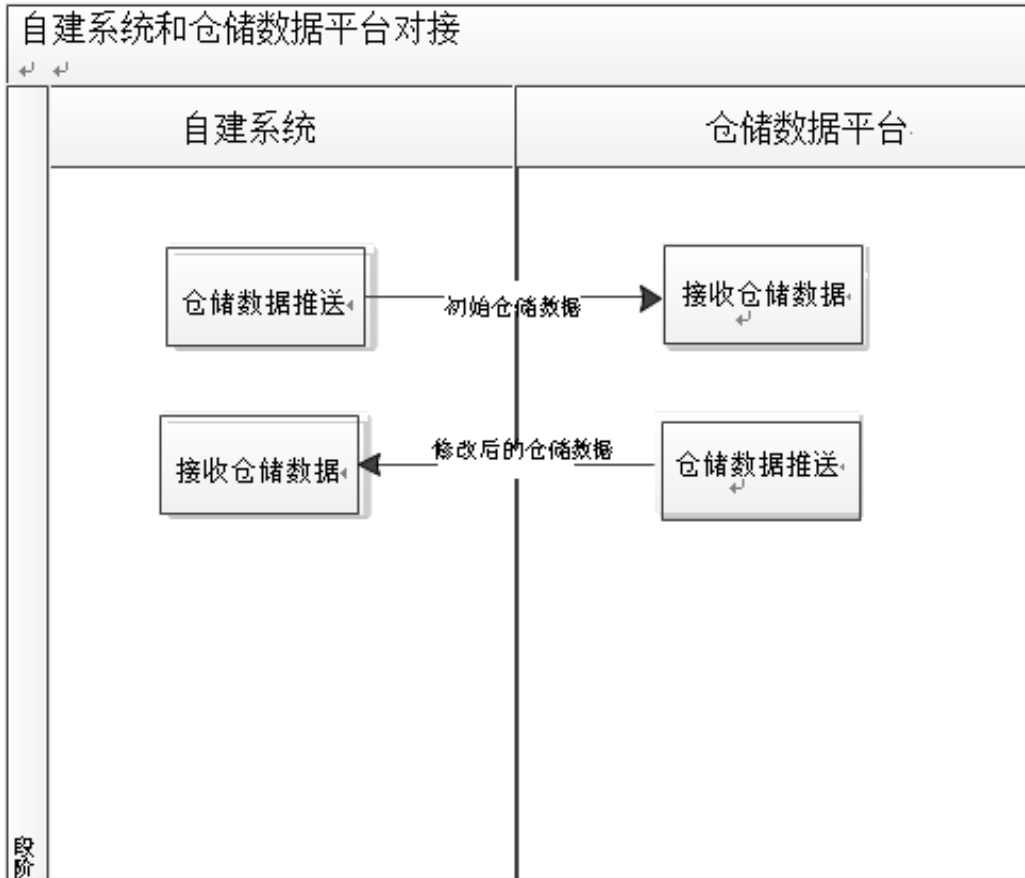 自建系统和仓储数据平台对接
自建系统
仓储数据平台
仓储数据推送
初始仓储数据
接收仓储数据
接收仓储数据
修改后的仓储数据
仓储数据推送
段阶